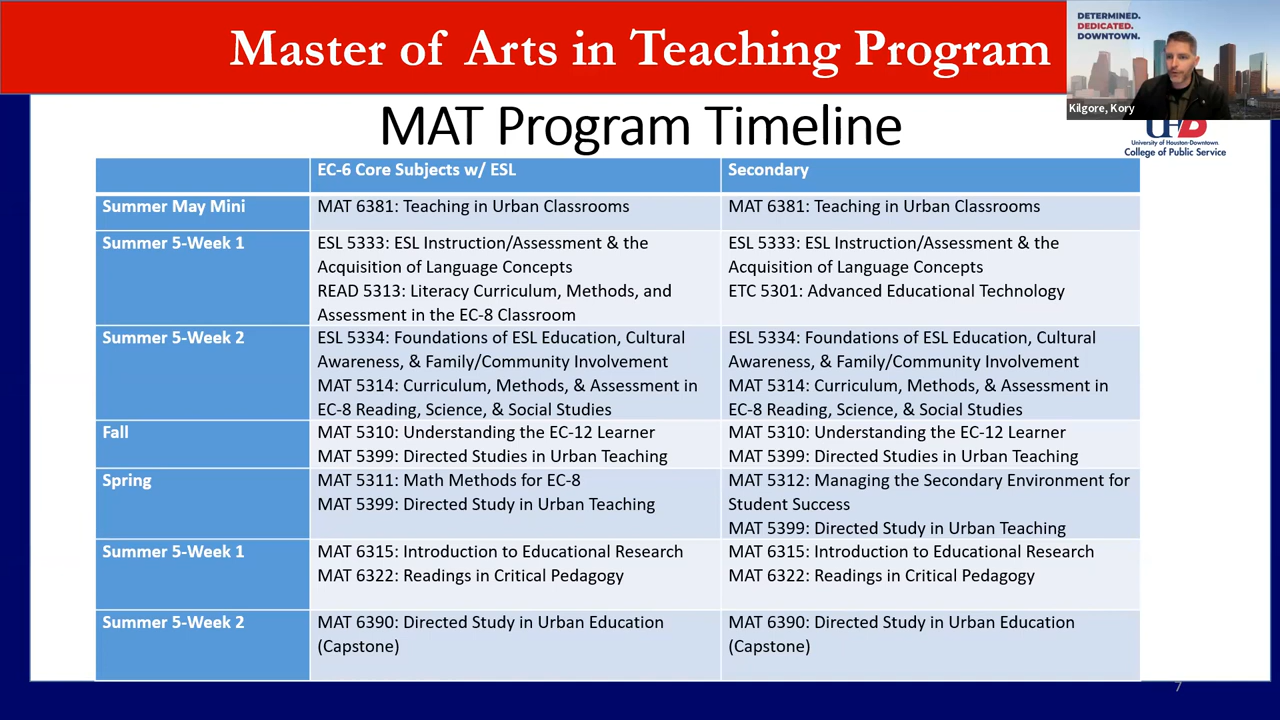 Master of Arts in Teaching Program
DETERMINED.
DEDICATED.
DOWNTOWN.
Kilgore, Kory
MAT Program Timeline
UHD
University of Houston-Downtown
College of Public Service
EC-6 Core Subjects w/ ESL
Secondary
Summer May Mini
MAT 6381: Teaching in Urban Classrooms
MAT 6381: Teaching in Urban Classrooms
Summer 5-Week 1
ESL 5333: ESL Instruction/Assessment & the
Acquisition of Language Concepts
READ 5313: Literacy Curriculum, Methods, and
Assessment in the EC-8 Classroom
ESL 5333: ESL Instruction/Assessment & the
Acquisition of Language Concepts
ETC 5301: Advanced Educational Technology
Summer 5-Week 2
ESL 5334: Foundations of ESL Education, Cultural
Awareness, & Family/Community Involvement
MAT 5314: Curriculum, Methods, & Assessment in
EC-8 Reading, Science, & Social Studies
ESL 5334: Foundations of ESL Education, Cultural
Awareness, & Family/Community Involvement
MAT 5314: Curriculum, Methods, & Assessment in
EC-8 Reading, Science, & Social Studies
Fall
MAT 5310: Understanding the EC-12 Learner
MAT 5399: Directed Studies in Urban Teaching
MAT 5310: Understanding the EC-12 Learner
MAT 5399: Directed Studies in Urban Teaching
Spring
MAT 5311: Math Methods for EC-8
MAT 5399: Directed Study in Urban Teaching
MAT 5312: Managing the Secondary Environment for
Student Success
MAT 5399: Directed Study in Urban Teaching
Summer 5-Week 1
MAT 6315: Introduction to Educational Research
MAT 6322: Readings in Critical Pedagogy
MAT 6315: Introduction to Educational Research
MAT 6322: Readings in Critical Pedagogy
Summer 5-Week 2
MAT 6390: Directed Study in Urban Education
(Capstone)
MAT 6390: Directed Study in Urban Education
(Capstone)
7